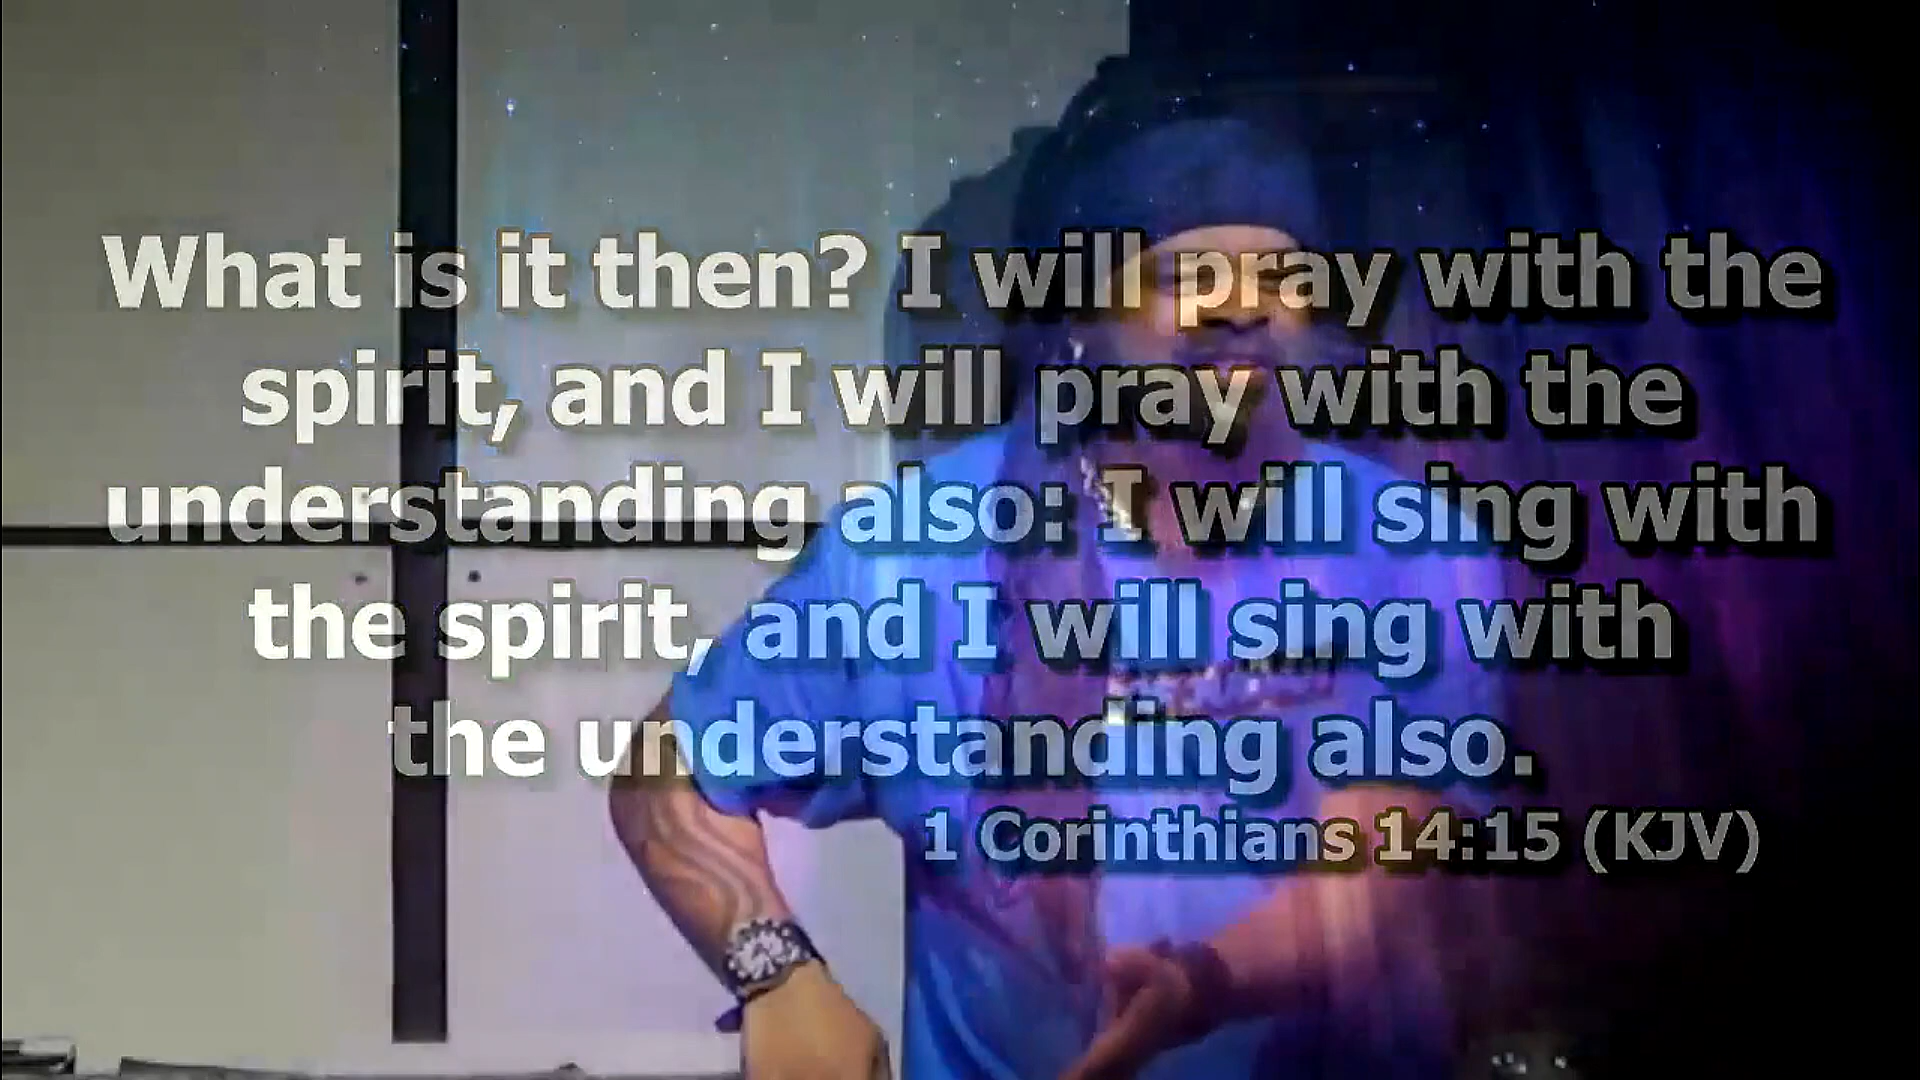 What is it then? I will pray with the
spirit, and I will pray with the
understanding also: I will sing with
the spirit, and I will sing with
the understanding also.
1 Corinthians 14:15 (KJV)